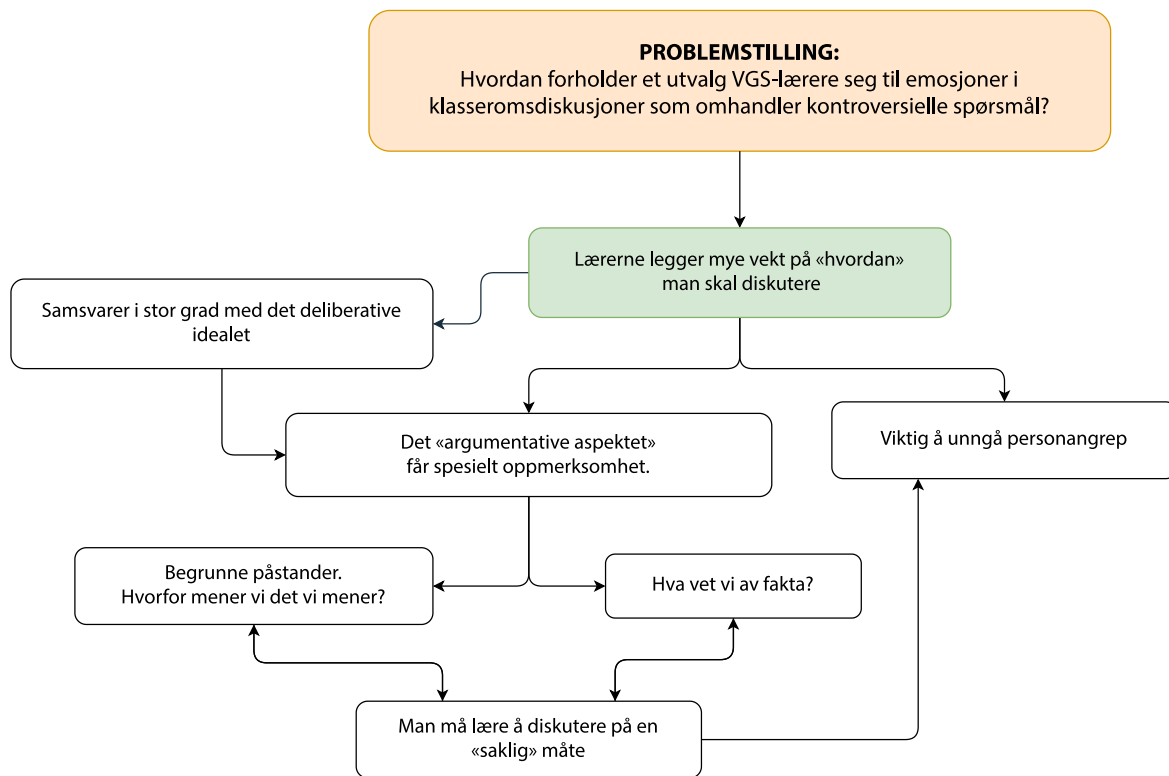 PROBLEMSTILLING:
Hvordan forholder et utvalg VGS-lærere seg til emosjoner i
klasseromsdiskusjoner som omhandler kontroversielle spørsmål?
Lærerne legger mye vekt på «hvordan»
man skal diskutere
Samsvarer i stor grad med det deliberative
idealet
Det «argumentative aspektet»
får spesielt oppmerksomhet.
Viktig å unngå personangrep
Begrunne påstander.
Hvorfor mener vi det vi mener?
Hva vet vi av fakta?
Man må lære å diskutere på en
«saklig» måte